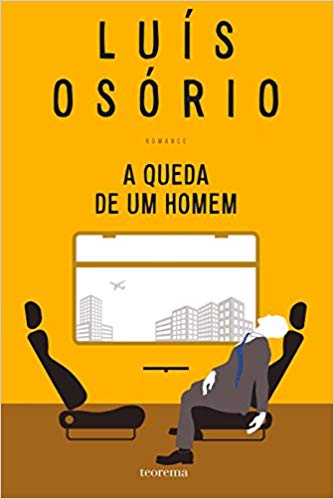 LUÍS
OSÓRIO
ROMANCE
A QUEDA
DE UM HOMEM
teorema